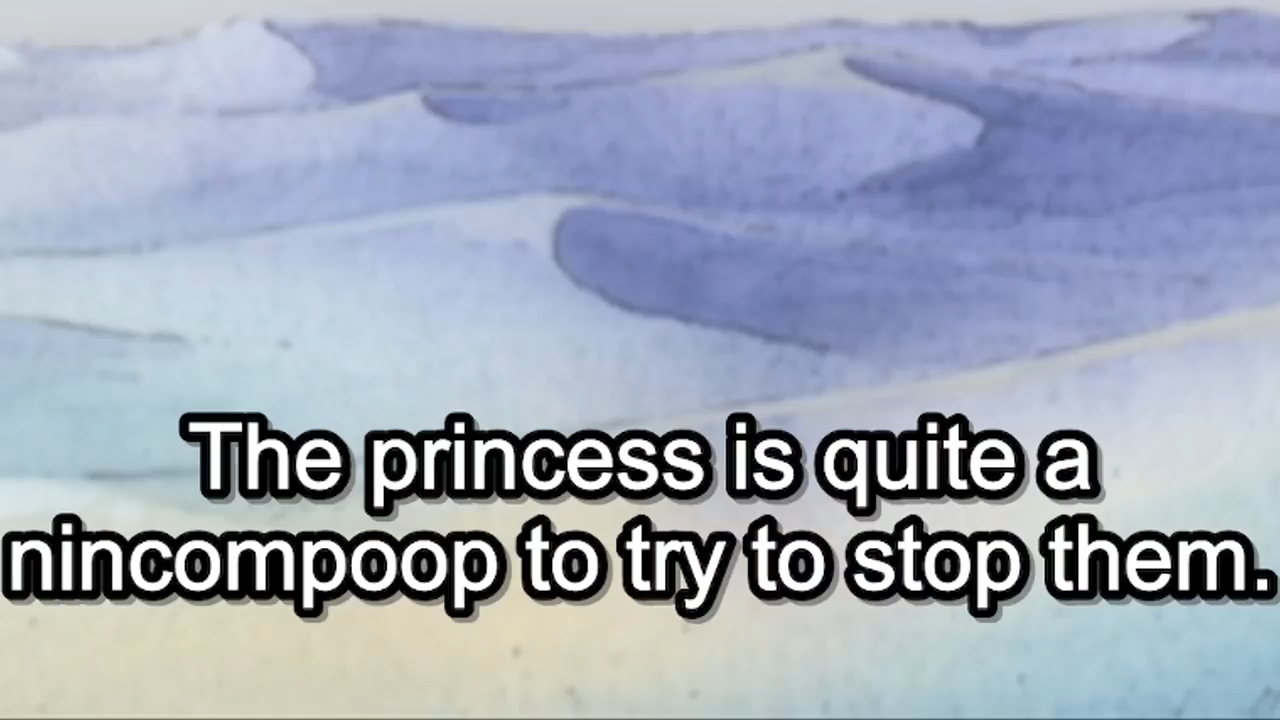 The princess is quite a
nincompoop to try to stop them.